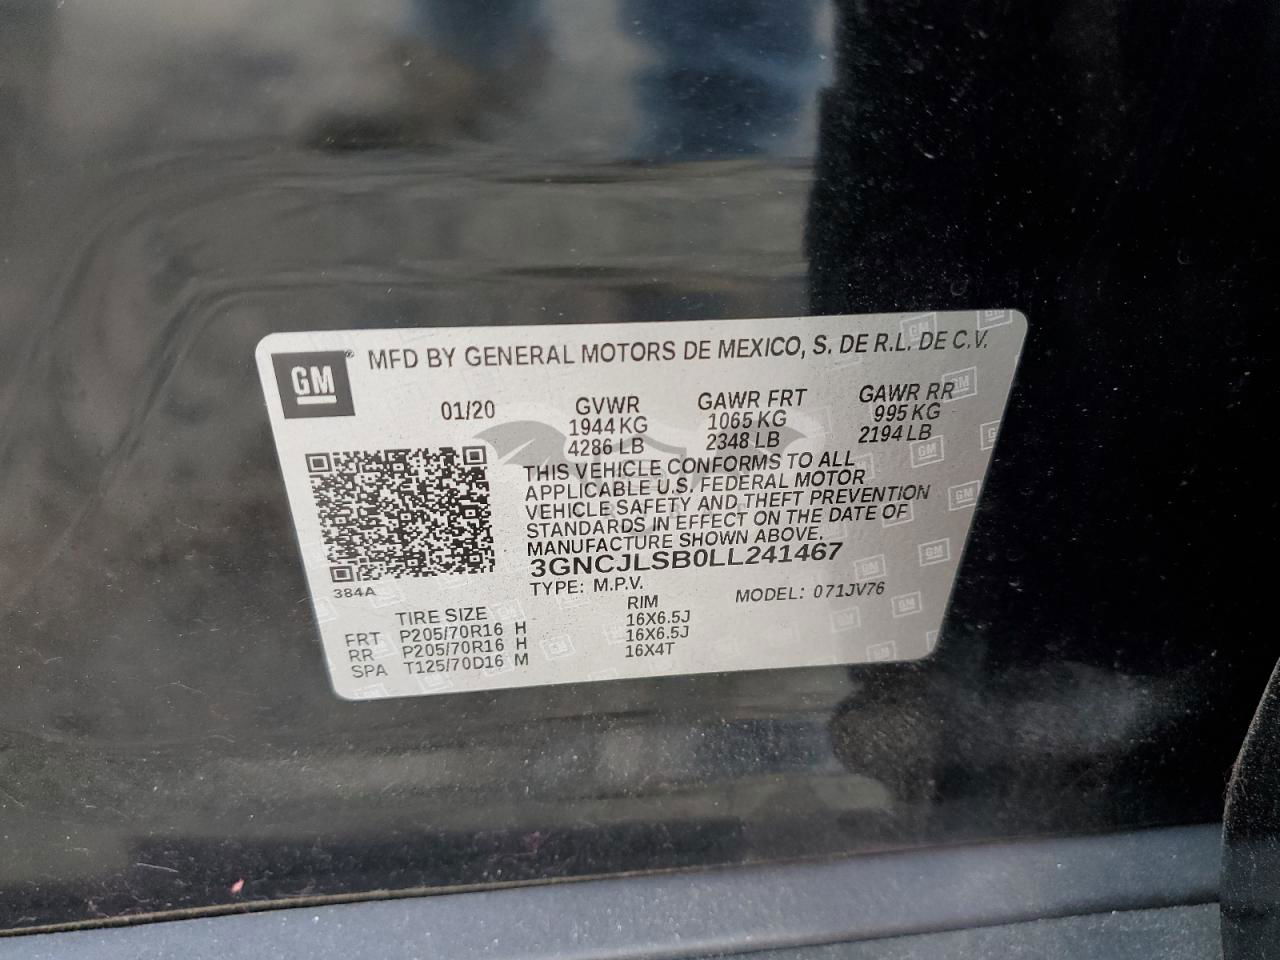 GM® MFD BY GENERAL MOTORS DE MEXICO, S. DE R.L. DE C.V.
01/20 GVWR GAWR FRT GAWR RR
1944 KG 1065 KG 995 KG
4286 LB 2348 LB 2194 LB
THIS VEHICLE CONFORMS TO ALL
APPLICABLE U.S. FEDERAL MOTOR
VEHICLE SAFETY AND THEFT PREVENTION
STANDARDS IN EFFECT ON THE DATE OF
MANUFACTURE SHOWN ABOVE.
3GNCJLSB0LL241467
384A TYPE: M.P.V. MODEL: 071JV76
TIRE SIZE RIM
FRT P205/70R16 H 16X6.5J
RR P205/70R16 H 16X6.5J
SPA T125/70D16 M 16X4T